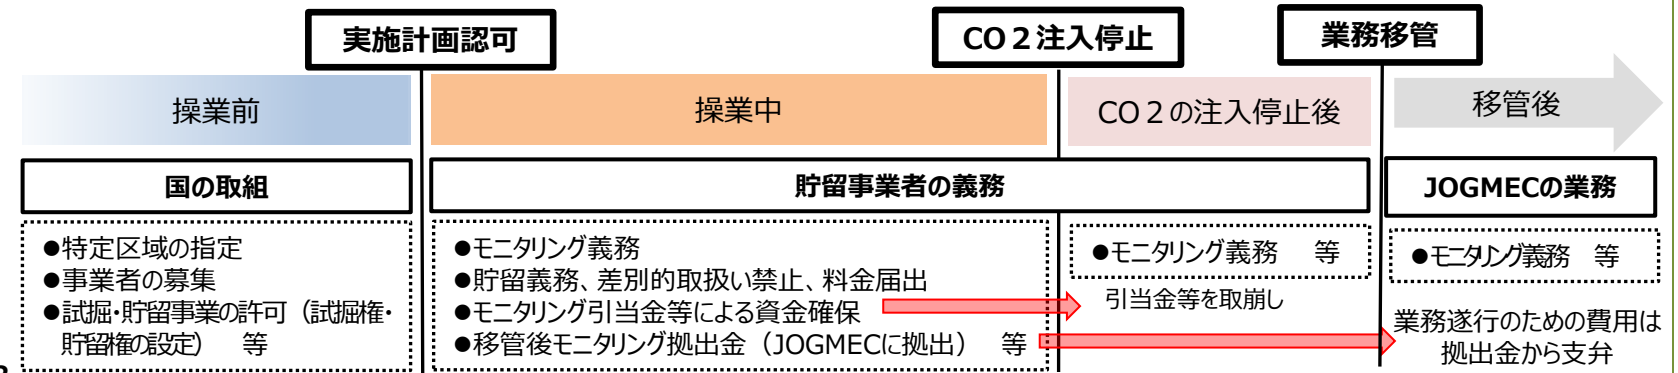 実施計画認可
CO２注入停止
業務移管
操業前
操業中
CO２の注入停止後
移管後
国の取組
貯留事業者の義務
JOGMECの業務
●特定区域の指定
●事業者の募集
●試掘・貯留事業の許可（試掘権・
貯留権の設定）　等
●モニタリング義務
●貯留義務、差別的取扱い禁止、料金届出
●モニタリング引当金等による資金確保
●移管後モニタリング拠出金（JOGMECに拠出）　等
●モニタリング義務　等
引当金等を取崩し
●モニタリング義務　等
業務遂行のための費用は
拠出金から支弁